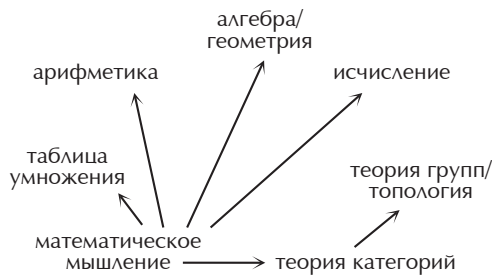 алгебра/
геометрия
арифметика
исчисление
таблица
умножения
теория групп/
топология
математическое
мышление
теория категорий